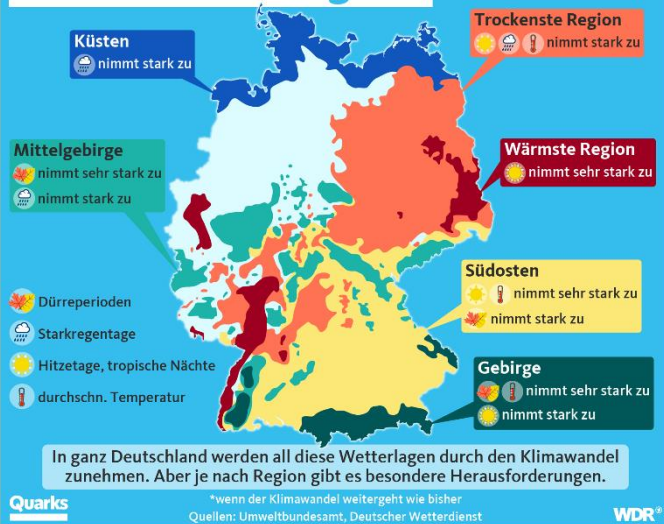 Trockenste Region
nimmt stark zu
Küsten
nimmt stark zu
Mittelgebirge
nimmt sehr stark zu
nimmt stark zu
Wärmste Region
nimmt sehr stark zu
Südosten
nimmt sehr stark zu
nimmt stark zu
Dürreperioden
Starkregentage
Hitzetage, tropische Nächte
durchschn. Temperatur
Gebirge
nimmt sehr stark zu
nimmt stark zu
In ganz Deutschland werden all diese Wetterlagen durch den Klimawandel
zunehmen. Aber je nach Region gibt es besondere Herausforderungen.
*wenn der Klimawandel weitergeht wie bisher
Quellen: Umweltbundesamt, Deutscher Wetterdienst
Quarks
WDR®